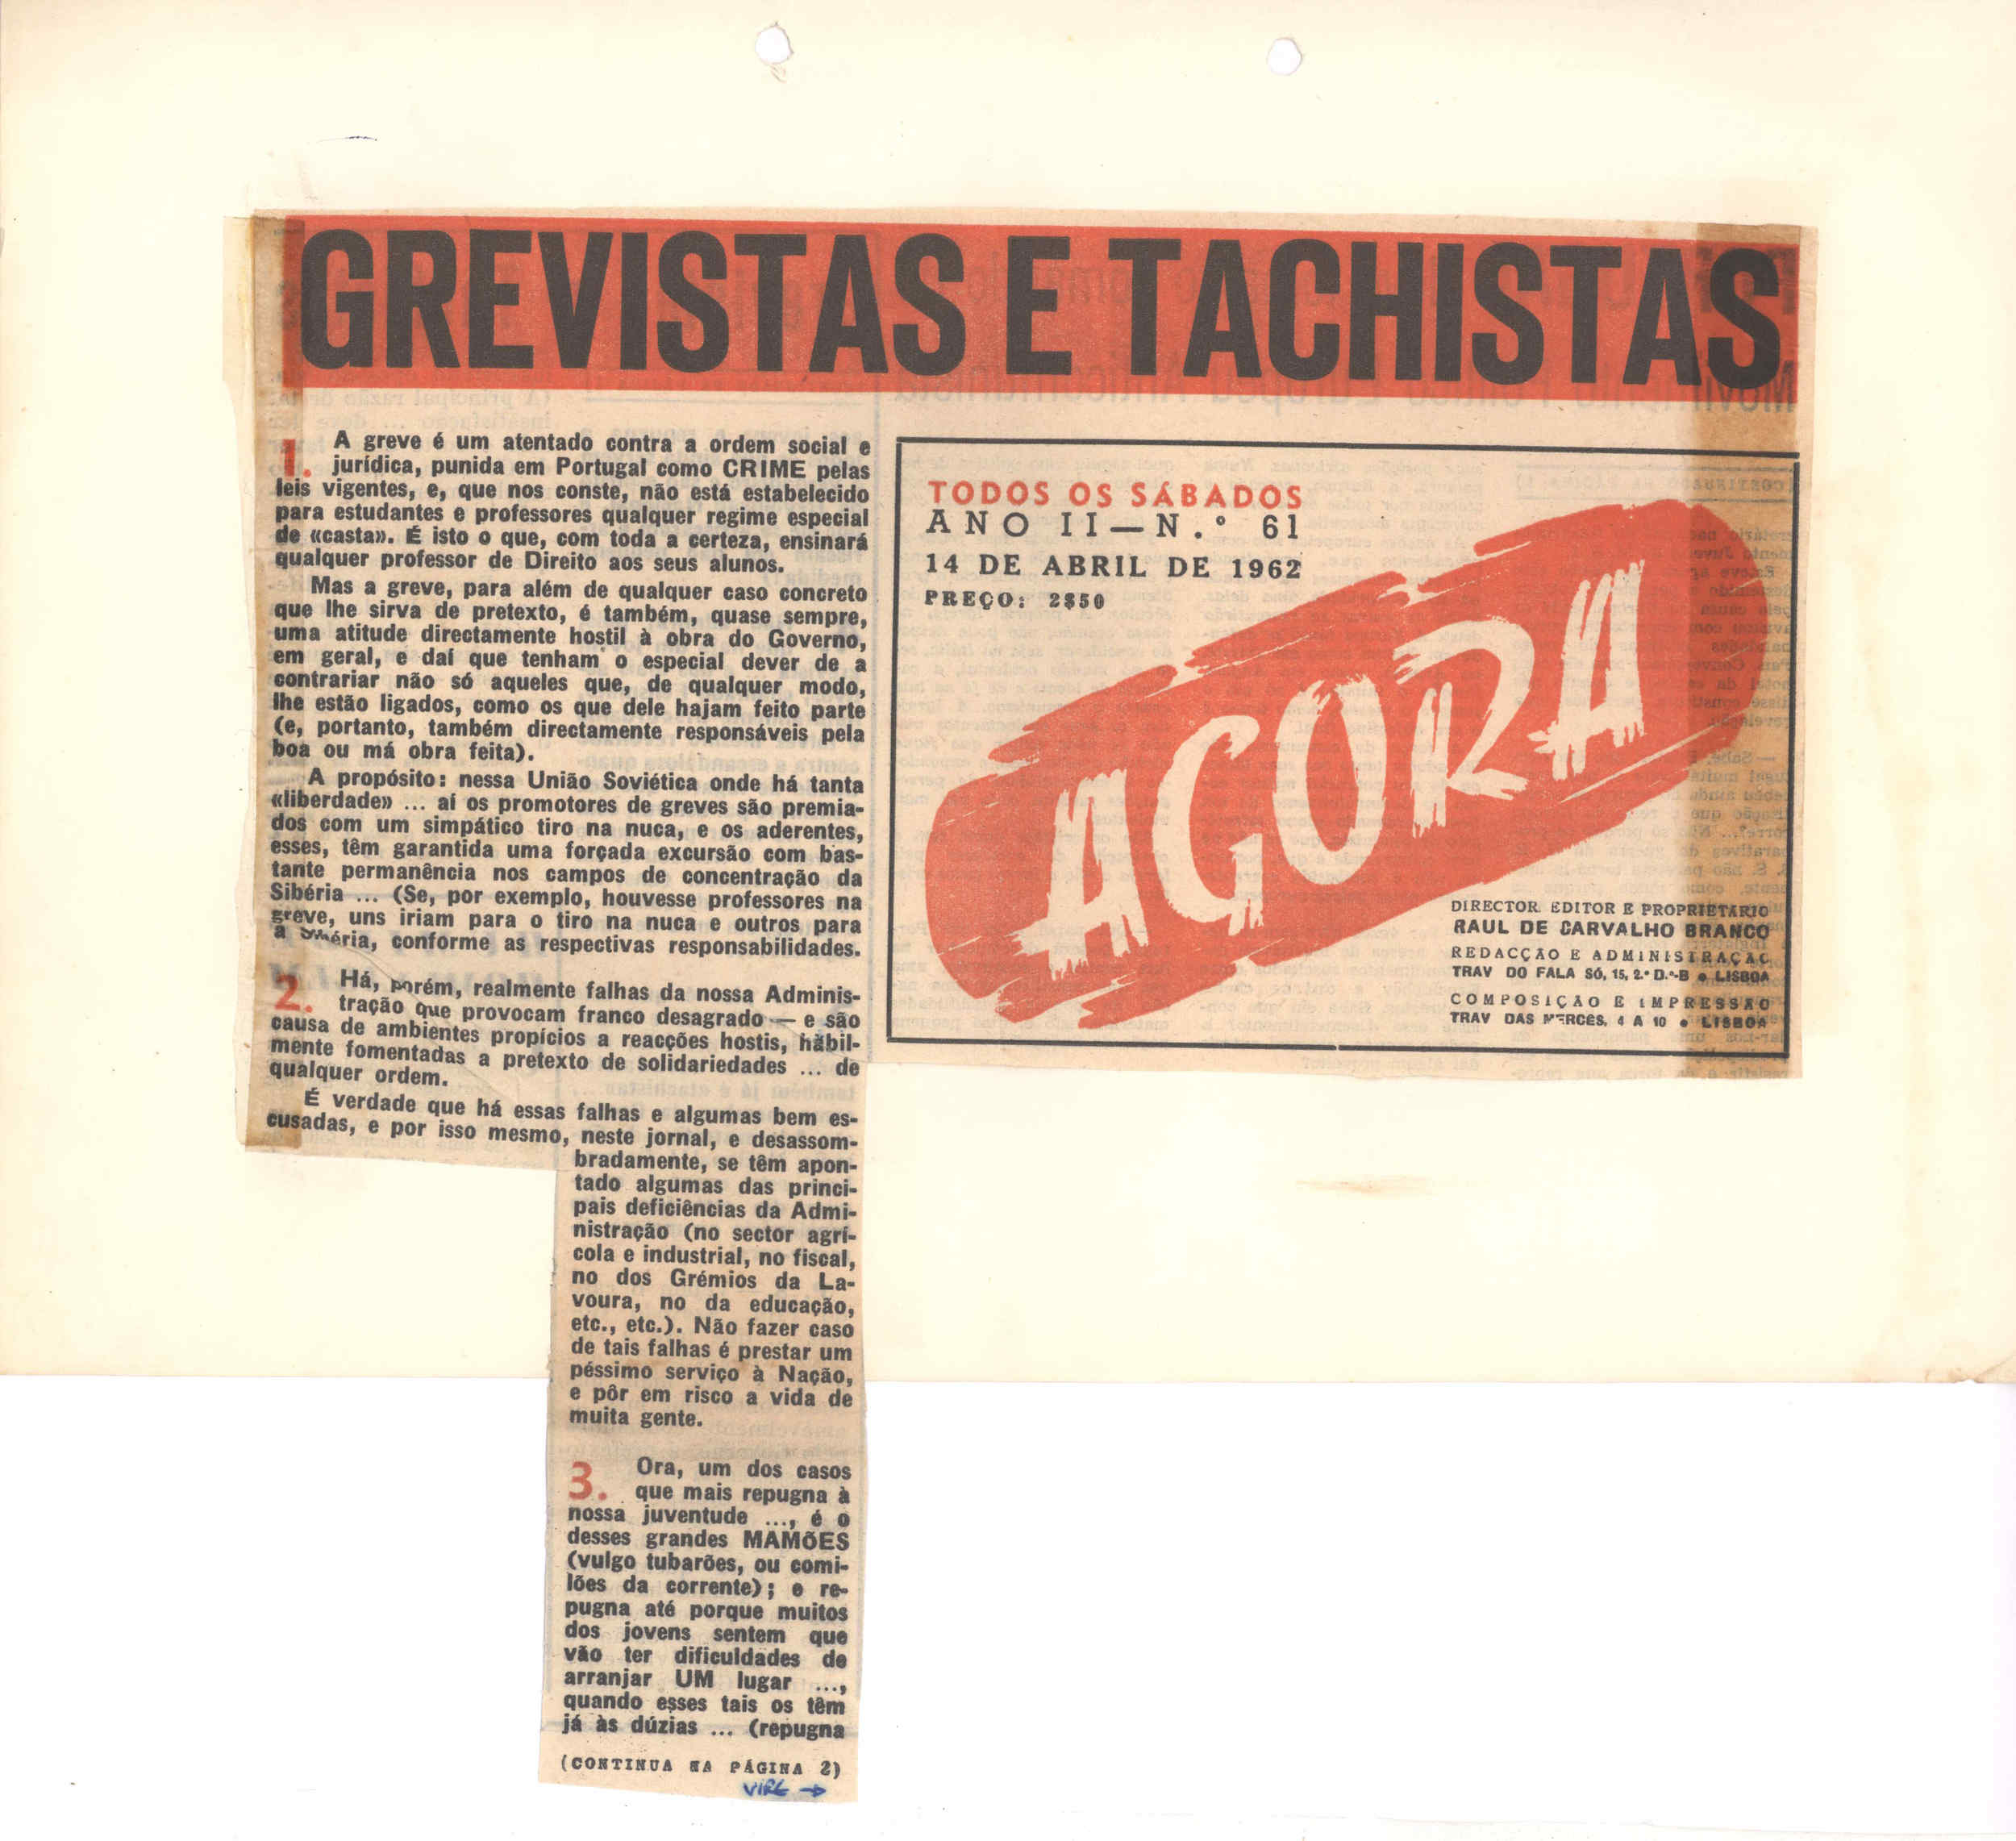 GREVISTAS E TACHISTAS
1. A greve é um atentado contra a ordem social e
jurídica, punida em Portugal como CRIME pelas
leis vigentes, e, que nos conste, não está estabelecido
para estudantes e professores qualquer regime especial
de «casta». É isto o que, com toda a certeza, ensinará
qualquer professor de Direito aos seus alunos.
Mas a greve, para além de qualquer caso concreto
que lhe sirva de pretexto, é também, quase sempre,
uma atitude directamente hostil à obra do Governo,
em geral, e daí que tenham o especial dever de a
contrariar não só aqueles que, de qualquer modo,
lhe estão ligados, como os que dele hajam feito parte
(e, portanto, também directamente responsáveis pela
boa ou má obra feita).
A propósito: nessa União Soviética onde há tanta
«liberdade» ... aí os promotores de greves são premia-
dos com um simpático tiro na nuca, e os aderentes,
esses, têm garantida uma forçada excursão com bas-
tante permanência nos campos de concentração da
Sibéria ... (Se, por exemplo, houvesse professores na
greve, uns iriam para o tiro na nuca e outros para
a Sibéria, conforme as respectivas responsabilidades.
2. Há, porém, realmente falhas da nossa Adminis-
tração que provocam franco desagrado — e são
causa de ambientes propícios a reacções hostis, hàbil-
mente fomentadas a pretexto de solidariedades ... de
qualquer ordem.
É verdade que há essas falhas e algumas bem es-
cusadas, e por isso mesmo, neste jornal, e desassom-
bradamente, se têm apon-
tado algumas das princi-
pais deficiências da Admi-
nistração (no sector agrí-
cola e industrial, no fiscal,
no dos Grémios da La-
voura, no da educação,
etc., etc.). Não fazer caso
de tais falhas é prestar um
péssimo serviço à Nação,
e pôr em risco a vida de
muita gente.
3. Ora, um dos casos
que mais repugna à
nossa juventude ..., é o
desses grandes MAMÕES
(vulgo tubarões, ou comi-
lões da corrente); e re-
pugna até porque muitos
dos jovens sentem que
vão ter dificuldades de
arranjar UM lugar ...,
quando esses tais os têm
já às dúzias ... (repugna
(CONTINUA NA PÁGINA 2)
VIRE →
TODOS OS SÁBADOS
ANO II — N.º 61
14 DE ABRIL DE 1962
PREÇO: 2$50
AGORA
DIRECTOR. EDITOR E PROPRIETÁRIO
RAUL DE CARVALHO BRANCO
REDACÇÃO E ADMINISTRAÇÃO
TRAV DO FALA SÓ, 15, 2.º D.º-B ● LISBOA
COMPOSIÇÃO E IMPRESSÃO
TRAV DAS MERCES, 4 A 10 ● LISBOA